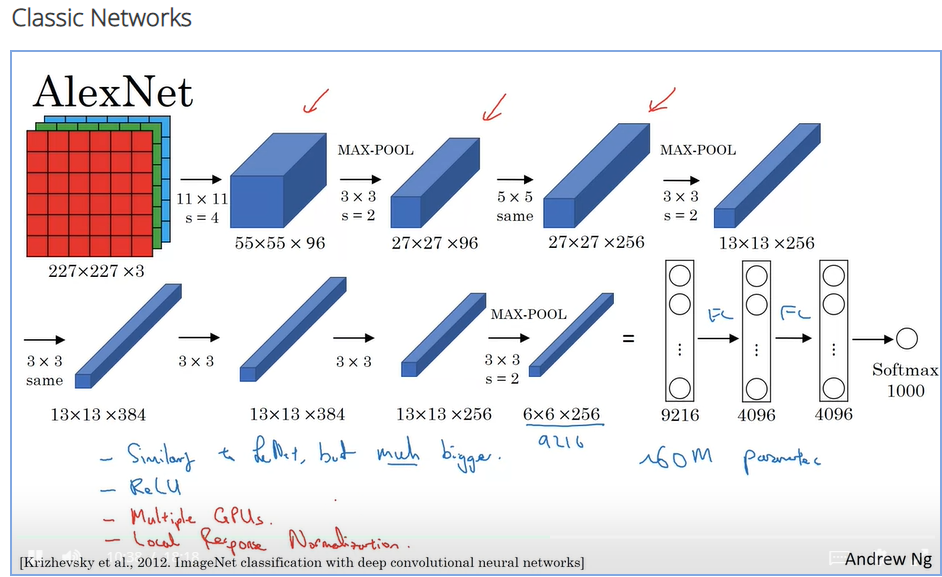 Classic Networks
AlexNet
11 × 11
s = 4
MAX-POOL
3 × 3
s = 2
5 × 5
same
MAX-POOL
3 × 3
s = 2
227×227 ×3
55×55 × 96
27×27 ×96
27×27 ×256
13×13 ×256
3 × 3
same
3 × 3
3 × 3
MAX-POOL
3 × 3
s = 2
=
FC
FC
Softmax
1000
13×13 ×384
13×13 ×384
13×13 ×256
6×6 ×256
9216
4096
4096
9216
- Similar to LeNet, but much bigger.
~60M parameters
- ReLU
- Multiple GPUs.
- Local Response Normalization.
[Krizhevsky et al., 2012. ImageNet classification with deep convolutional neural networks]
Andrew Ng